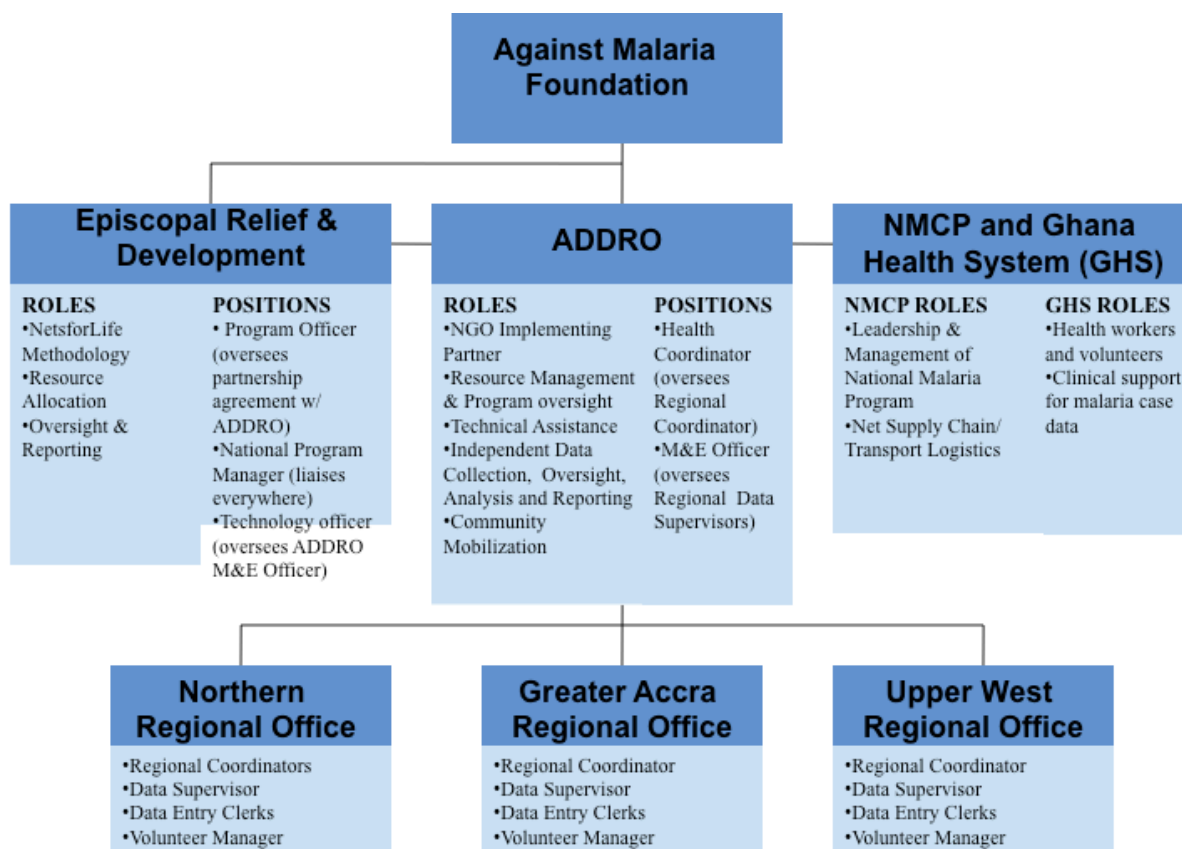 Against Malaria
Foundation
Episcopal Relief &
Development
ROLES
•NetsforLife
Methodology
•Resource
Allocation
•Oversight &
Reporting
POSITIONS
• Program Officer
(oversees
partnership
agreement w/
ADDRO)
•National Program
Manager (liaises
everywhere)
•Technology officer
(oversees ADDRO
M&E Officer)
ADDRO
ROLES
•NGO Implementing
Partner
•Resource Management
& Program oversight
•Technical Assistance
•Independent Data
Collection, Oversight,
Analysis and Reporting
•Community
Mobilization
POSITIONS
•Health
Coordinator
(oversees
Regional
Coordinator)
•M&E Officer
(oversees
Regional Data
Supervisors)
NMCP and Ghana
Health System (GHS)
NMCP ROLES
•Leadership &
Management of
National Malaria
Program
•Net Supply Chain/
Transport Logistics
GHS ROLES
•Health workers
and volunteers
•Clinical support
for malaria case
data
Northern
Regional Office
•Regional Coordinators
•Data Supervisor
•Data Entry Clerks
•Volunteer Manager
Greater Accra
Regional Office
•Regional Coordinator
•Data Supervisor
•Data Entry Clerks
•Volunteer Manager
Upper West
Regional Office
•Regional Coordinator
•Data Supervisor
•Data Entry Clerks
•Volunteer Manager